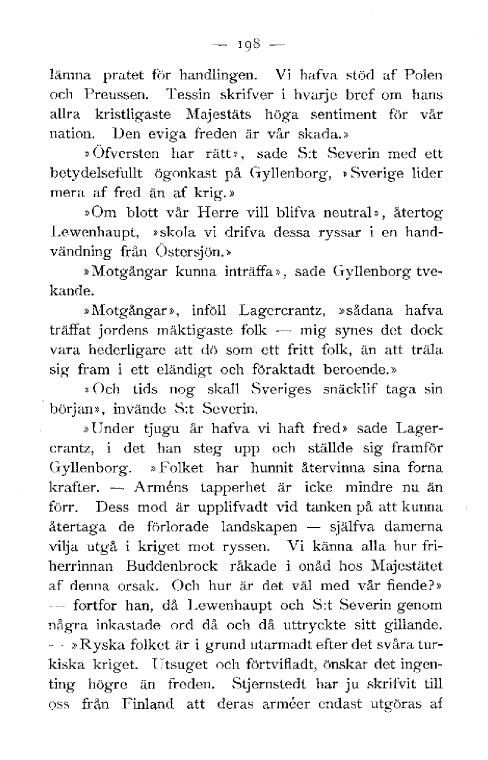 — 198 —
lämna pratet för handlingen. Vi hafva stöd af Polen
och Preussen. Tessin skrifver i hvarje bref om hans
allra kristligaste Majestäts höga sentiment för vår
nation. Den eviga freden är vår skada.»
»Öfversten har rätt», sade S:t Severin med ett
betydelsefullt ögonkast på Gyllenborg, »Sverige lider
mera af fred än af krig.»
»Om blott vår Herre vill blifva neutral», återtog
Lewenhaupt, »skola vi drifva dessa ryssar i en hand-
vändning från Östersjön.»
»Motgångar kunna inträffa», sade Gyllenborg tve-
kande.
»Motgångar», inföll Lagercrantz, »sådana hafva
träffat jordens mäktigaste folk — mig synes det dock
vara hederligare att dö som ett fritt folk, än att träla
sig fram i ett eländigt och föraktadt beroende.»
»Och tids nog skall Sveriges snäcklif taga sin
början», invände S:t Severin.
»Under tjugu år hafva vi haft fred» sade Lager-
crantz, i det han steg upp och ställde sig framför
Gyllenborg. »Folket har hunnit återvinna sina forna
krafter. — Arméns tapperhet är icke mindre nu än
förr. Dess mod är upplifvadt vid tanken på att kunna
återtaga de förlorade landskapen — själfva damerna
vilja utgå i kriget mot ryssen. Vi känna alla hur fri-
herrinnan Buddenbrock råkade i onåd hos Majestätet
af denna orsak. Och hur är det väl med vår fiende?»
— fortfor han, då Lewenhaupt och S:t Severin genom
några inkastade ord då och då uttryckte sitt gillande.
— »Ryska folket är i grund utarmadt efter det svåra tur-
kiska kriget. Utsuget och förtvifladt, önskar det ingen-
ting högre än freden. Stjernstedt har ju skrifvit till
oss från Finland att deras arméer endast utgöras af